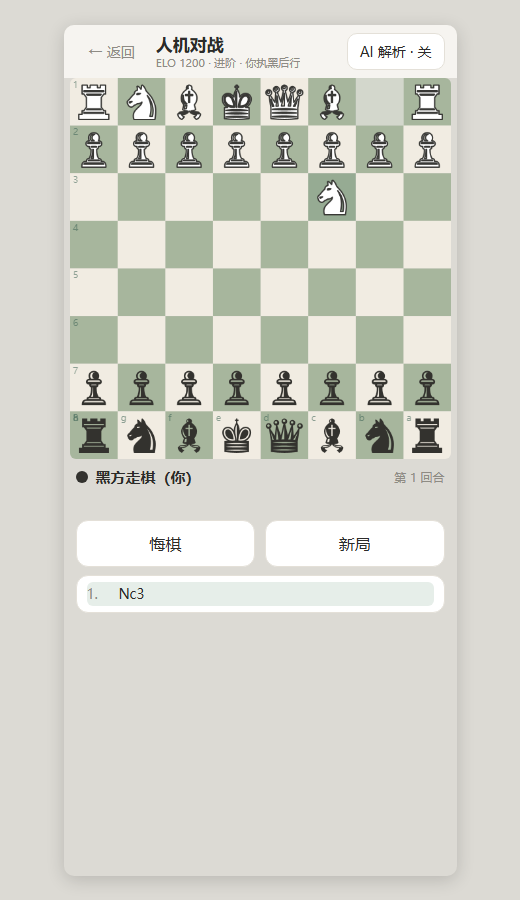 ← 返回
人机对战
ELO 1200 · 进阶 · 你执黑后行
AI 解析 · 关
1
2
3
4
5
6
7
8
h g f e d c b a
黑方走棋（你）
第 1 回合
悔棋
新局
1. Nc3